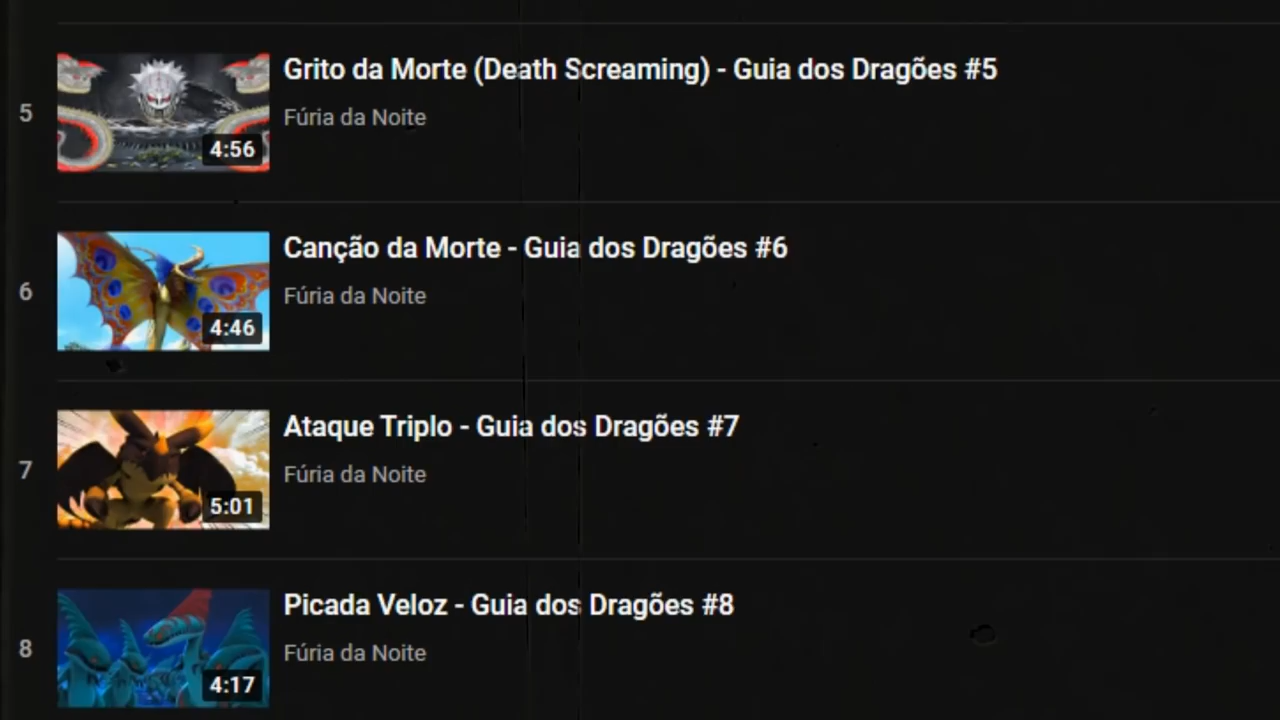 5
Grito da Morte (Death Screaming) - Guia dos Dragões #5
Fúria da Noite
4:56
6
Canção da Morte - Guia dos Dragões #6
Fúria da Noite
4:46
7
Ataque Triplo - Guia dos Dragões #7
Fúria da Noite
5:01
8
Picada Veloz - Guia dos Dragões #8
Fúria da Noite
4:17